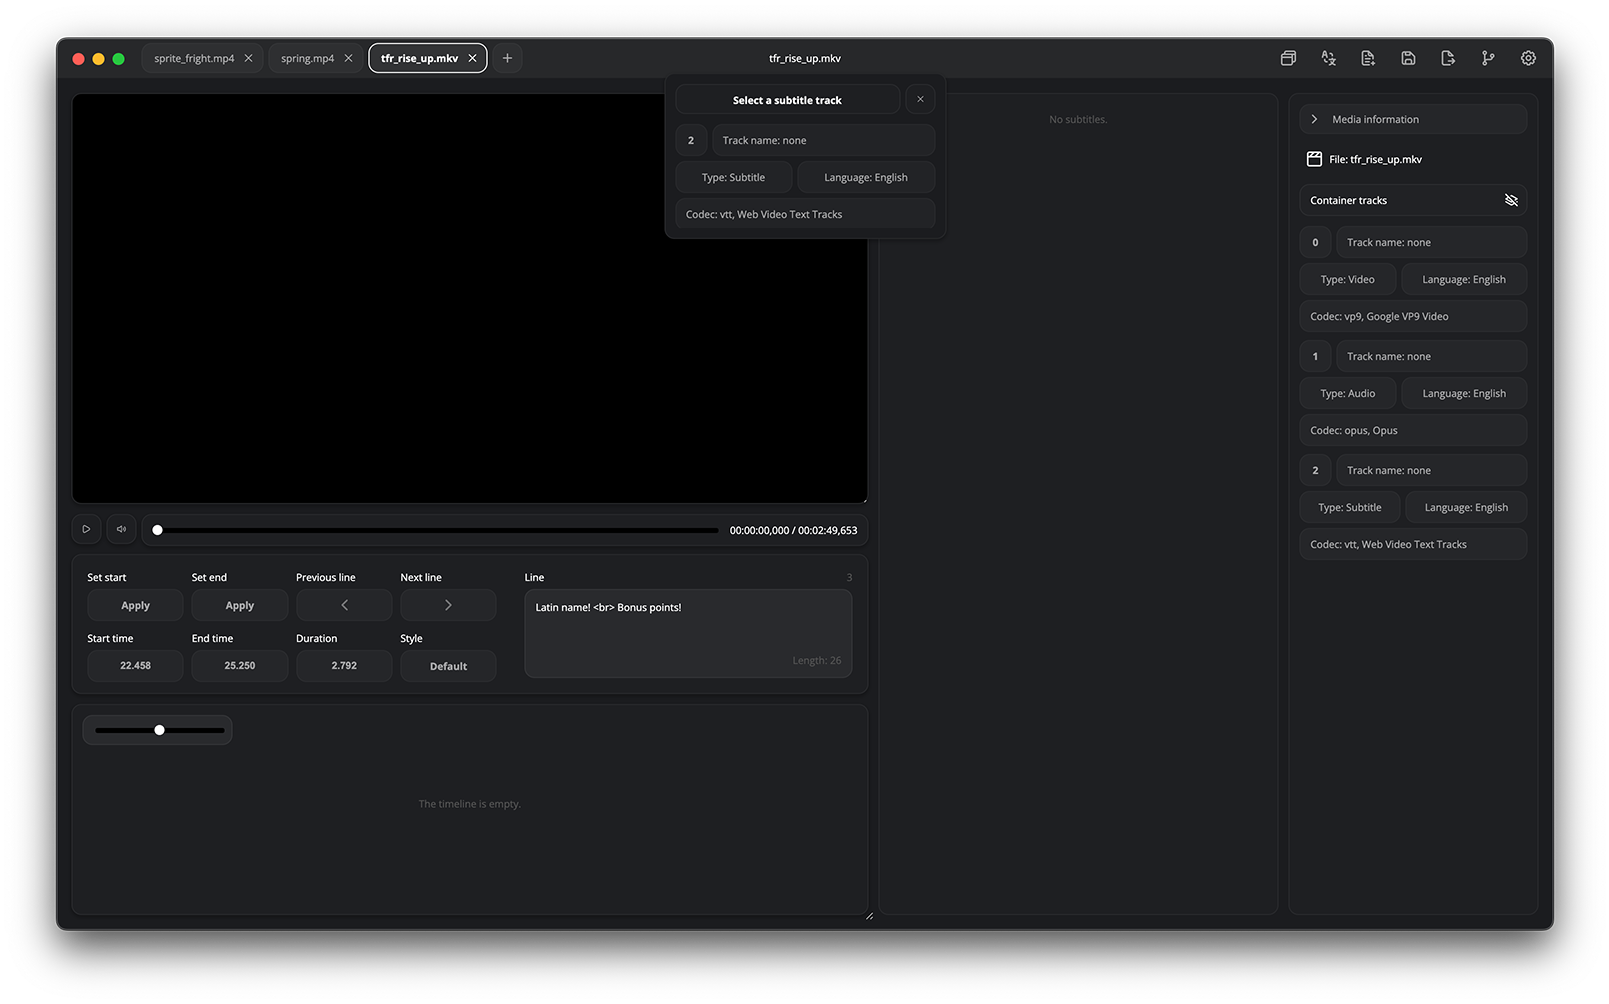 sprite_fright.mp4
spring.mp4
tfr_rise_up.mkv
tfr_rise_up.mkv
Select a subtitle track
2
Track name: none
Type: Subtitle
Language: English
Codec: vtt, Web Video Text Tracks
00:00:00,000 / 00:02:49,653
Set start
Set end
Previous line
Next line
Apply
Apply
Start time
End time
Duration
Style
22.458
25.250
2.792
Default
Line
3
Latin name! <br> Bonus points!
Length: 26
The timeline is empty.
No subtitles.
Media information
File: tfr_rise_up.mkv
Container tracks
0
Track name: none
Type: Video
Language: English
Codec: vp9, Google VP9 Video
1
Track name: none
Type: Audio
Language: English
Codec: opus, Opus
2
Track name: none
Type: Subtitle
Language: English
Codec: vtt, Web Video Text Tracks